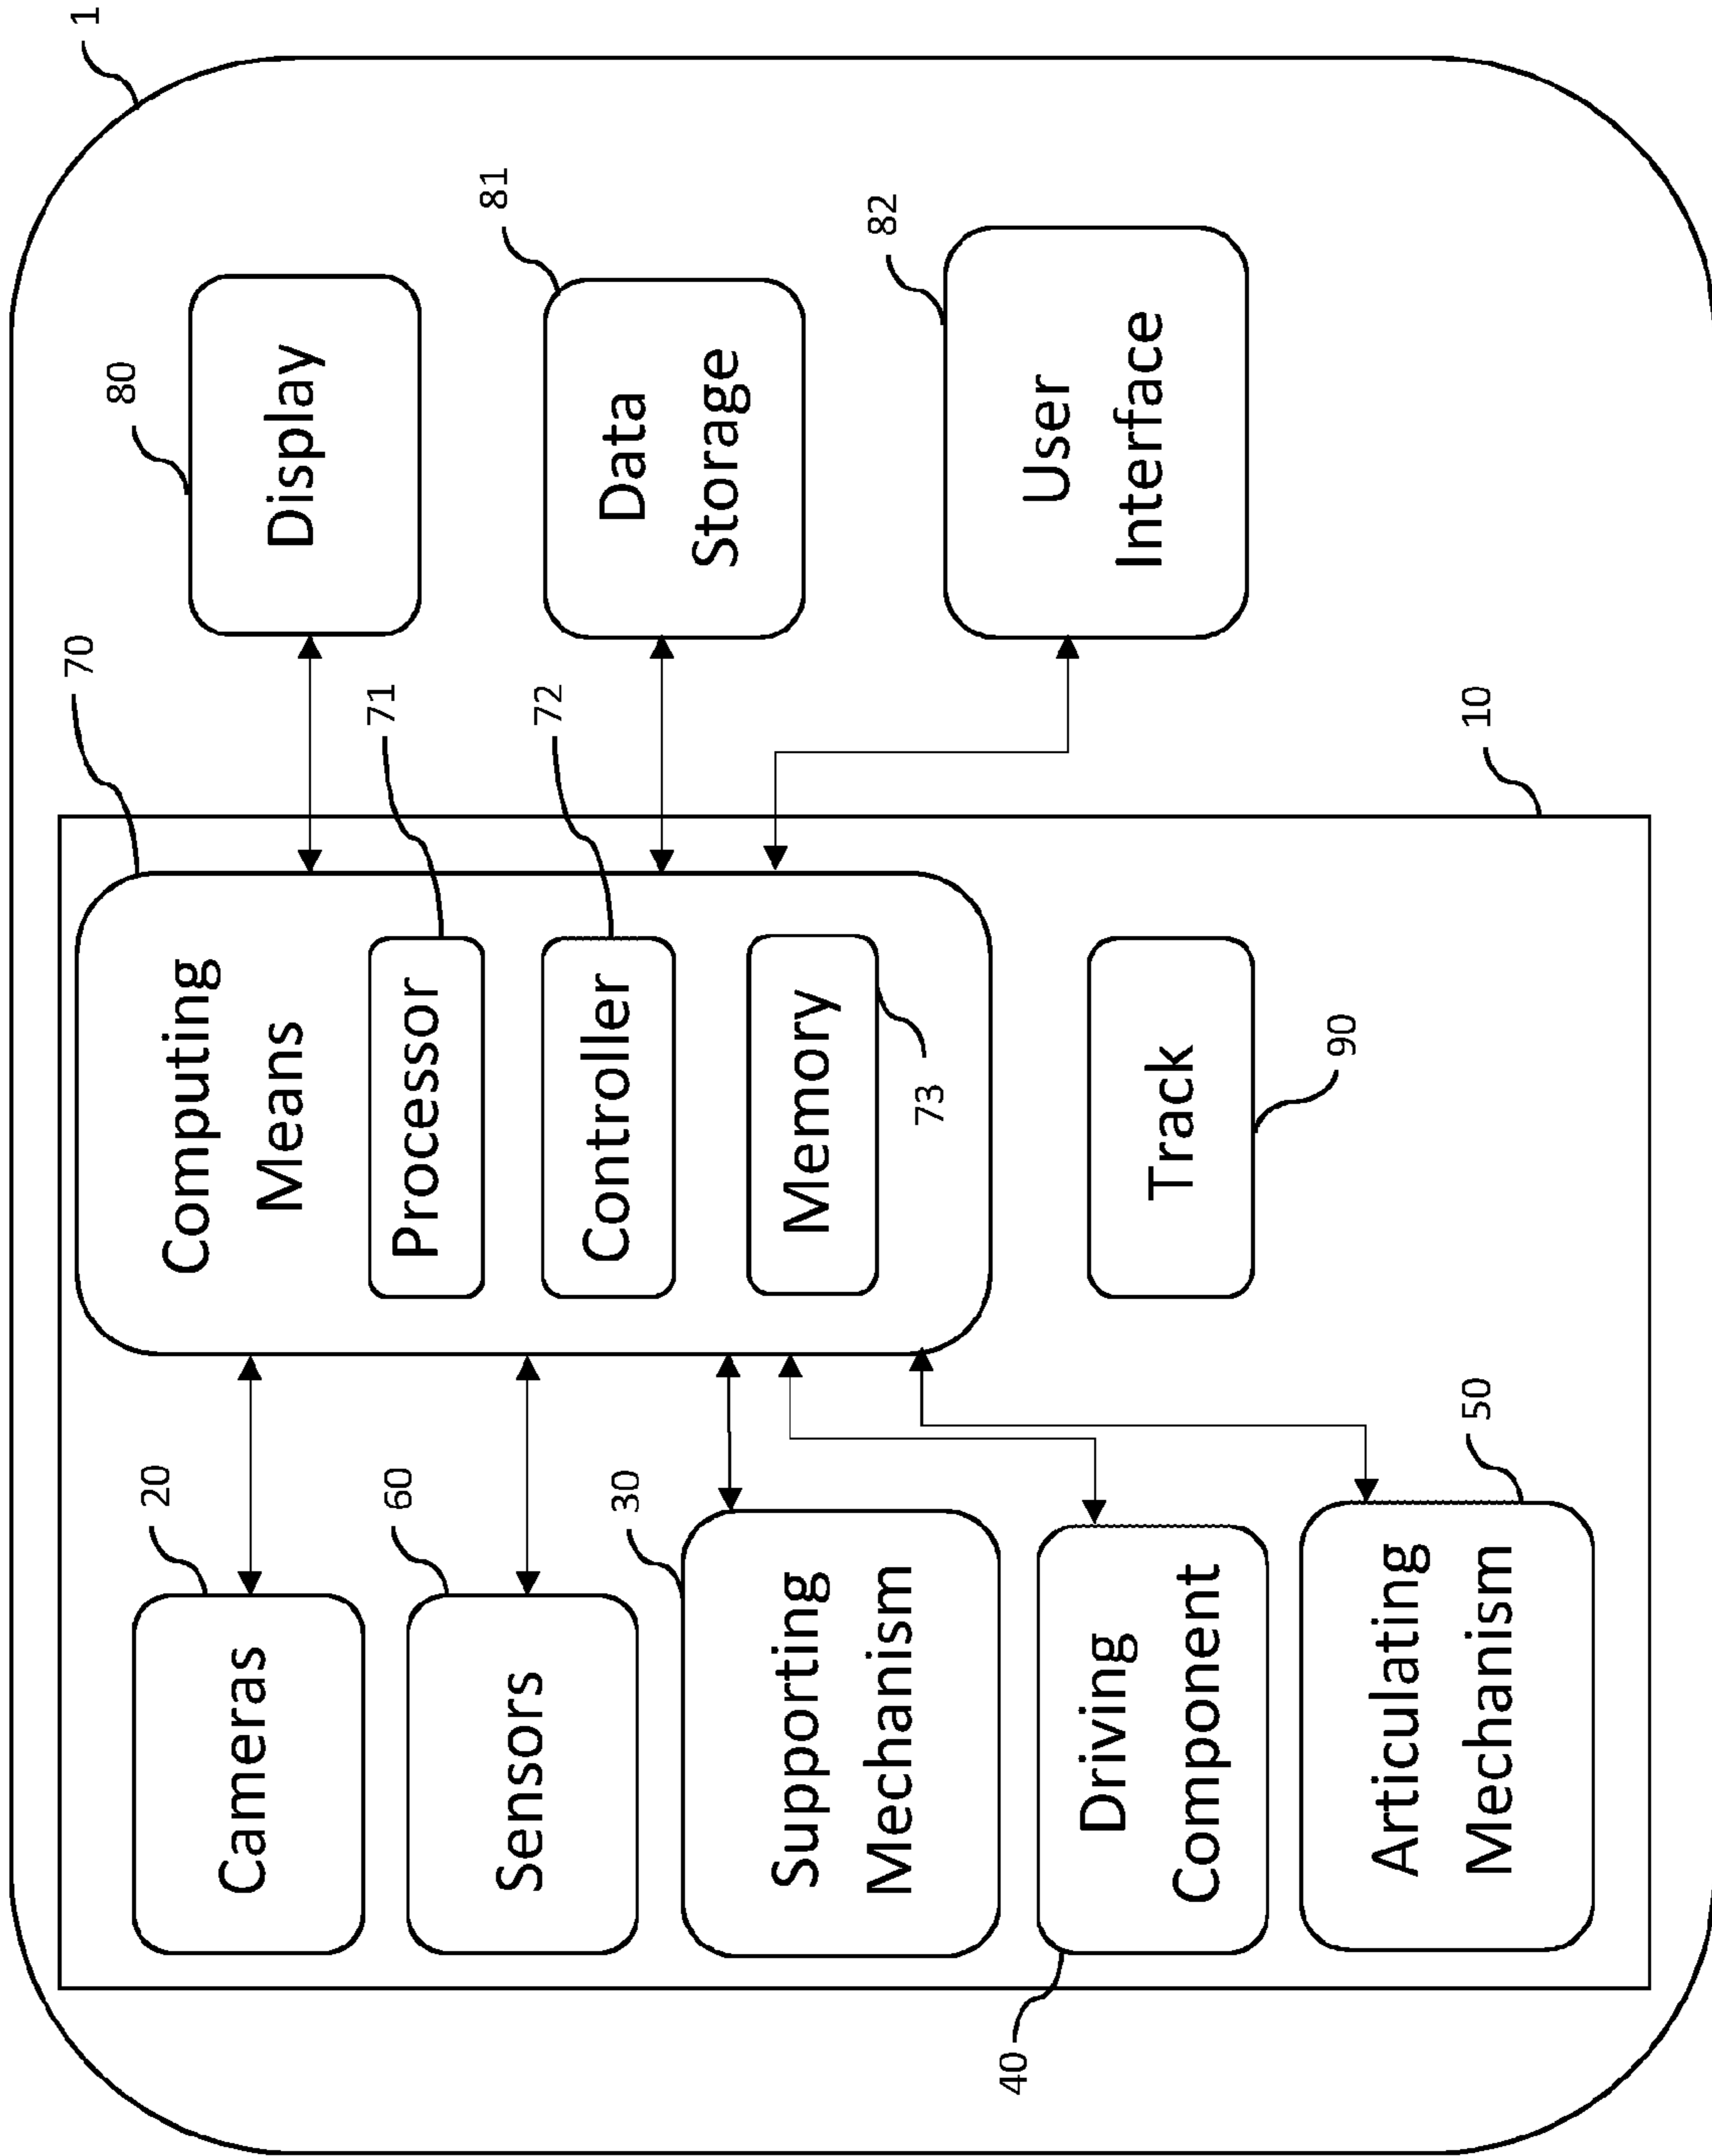 1
70
80
Display
20
Cameras
Computing
Means
71
Processor
81
Data
Storage
60
Sensors
72
Controller
30
Supporting
Mechanism
Memory
73
82
User
Interface
40
Driving
Component
Track
90
50
Articulating
Mechanism
10